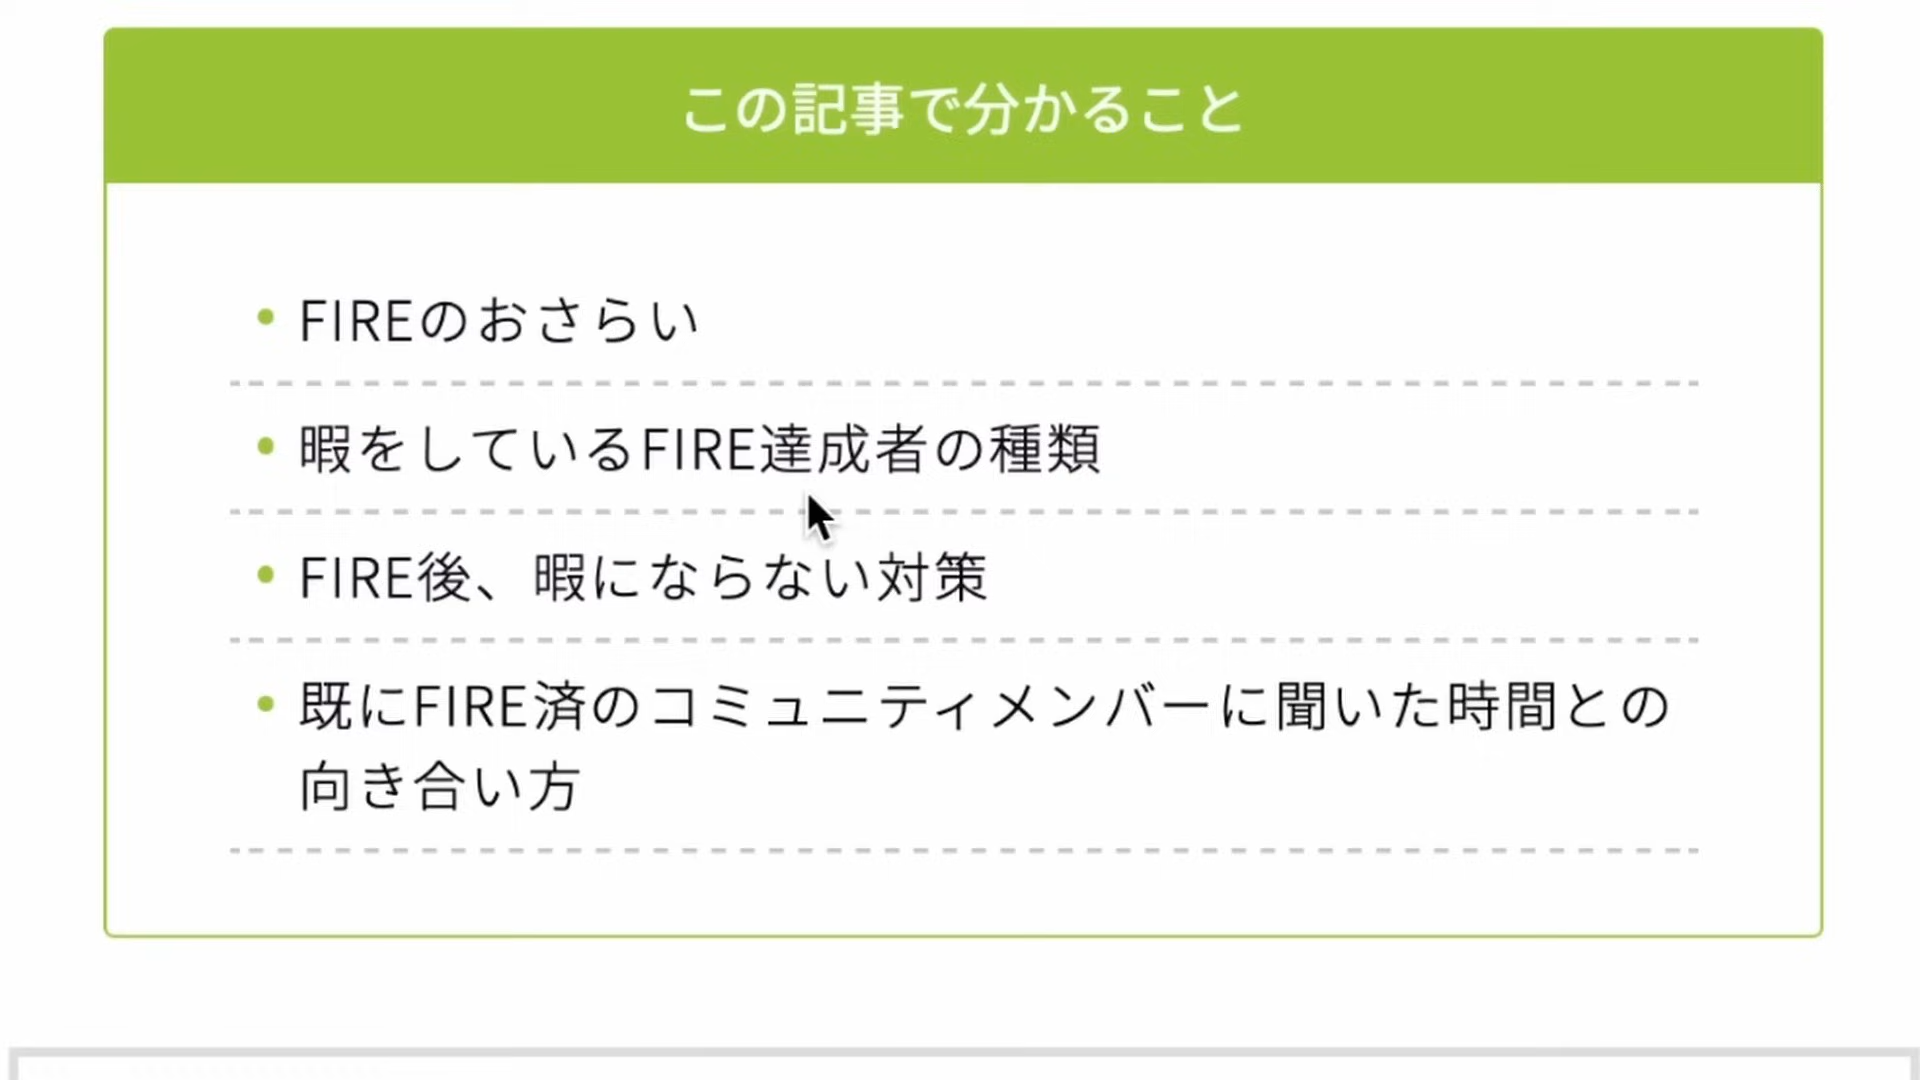 この記事で分かること
FIREのおさらい
暇をしているFIRE達成者の種類
FIRE後、暇にならない対策
既にFIRE済のコミュニティメンバーに聞いた時間との
向き合い方